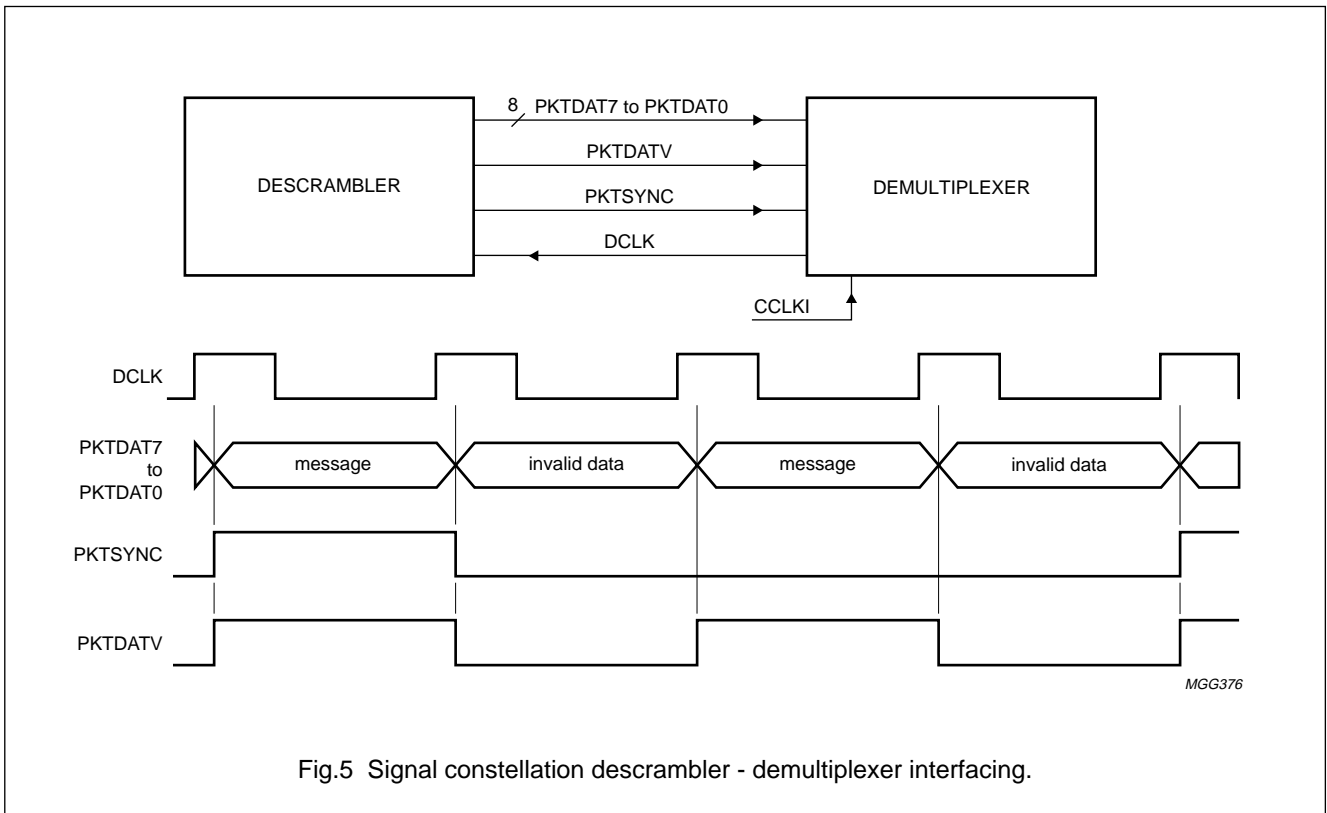 8 PKTDAT7 to PKTDAT0
PKTDATV
DESCRAMBLER
DEMULTIPLEXER
PKTSYNC
DCLK
CCLKI
DCLK
PKTDAT7
to
PKTDAT0
message
invalid data
message
invalid data
PKTSYNC
PKTDATV
MGG376
Fig.5 Signal constellation descrambler - demultiplexer interfacing.